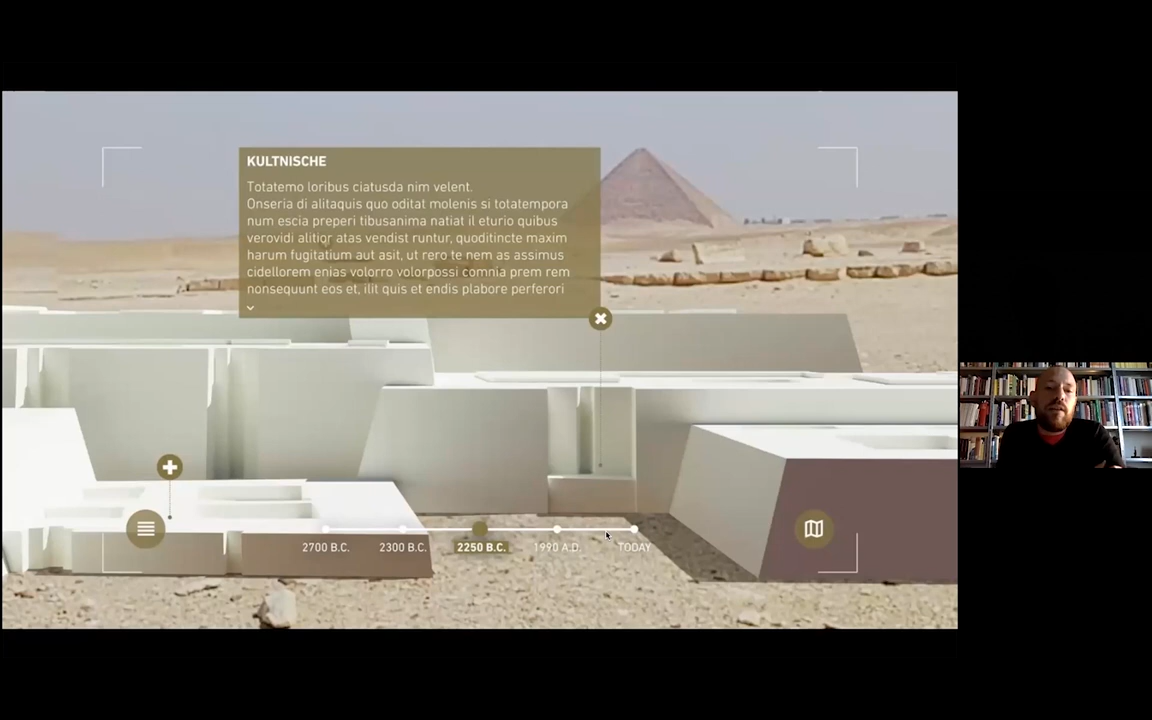 KULTNISCHE
Totatemo loribus ciatusda nim velent.
Onseria di alitaquis quo oditat molenis si totatempora
num escia preperi tibusanima natiat il eturio quibus
verovidi alitior atas vendist runtur, quoditincte maxim
harum fugitatium aut asit, ut rero te nem as assimus
cidellorem enias volorro volorpossi comnia prem rem
nonsequunt eos et, ilit quis et endis plabore perferori
2700 B.C. 2300 B.C. 2250 B.C. 1990 A.D. TODAY